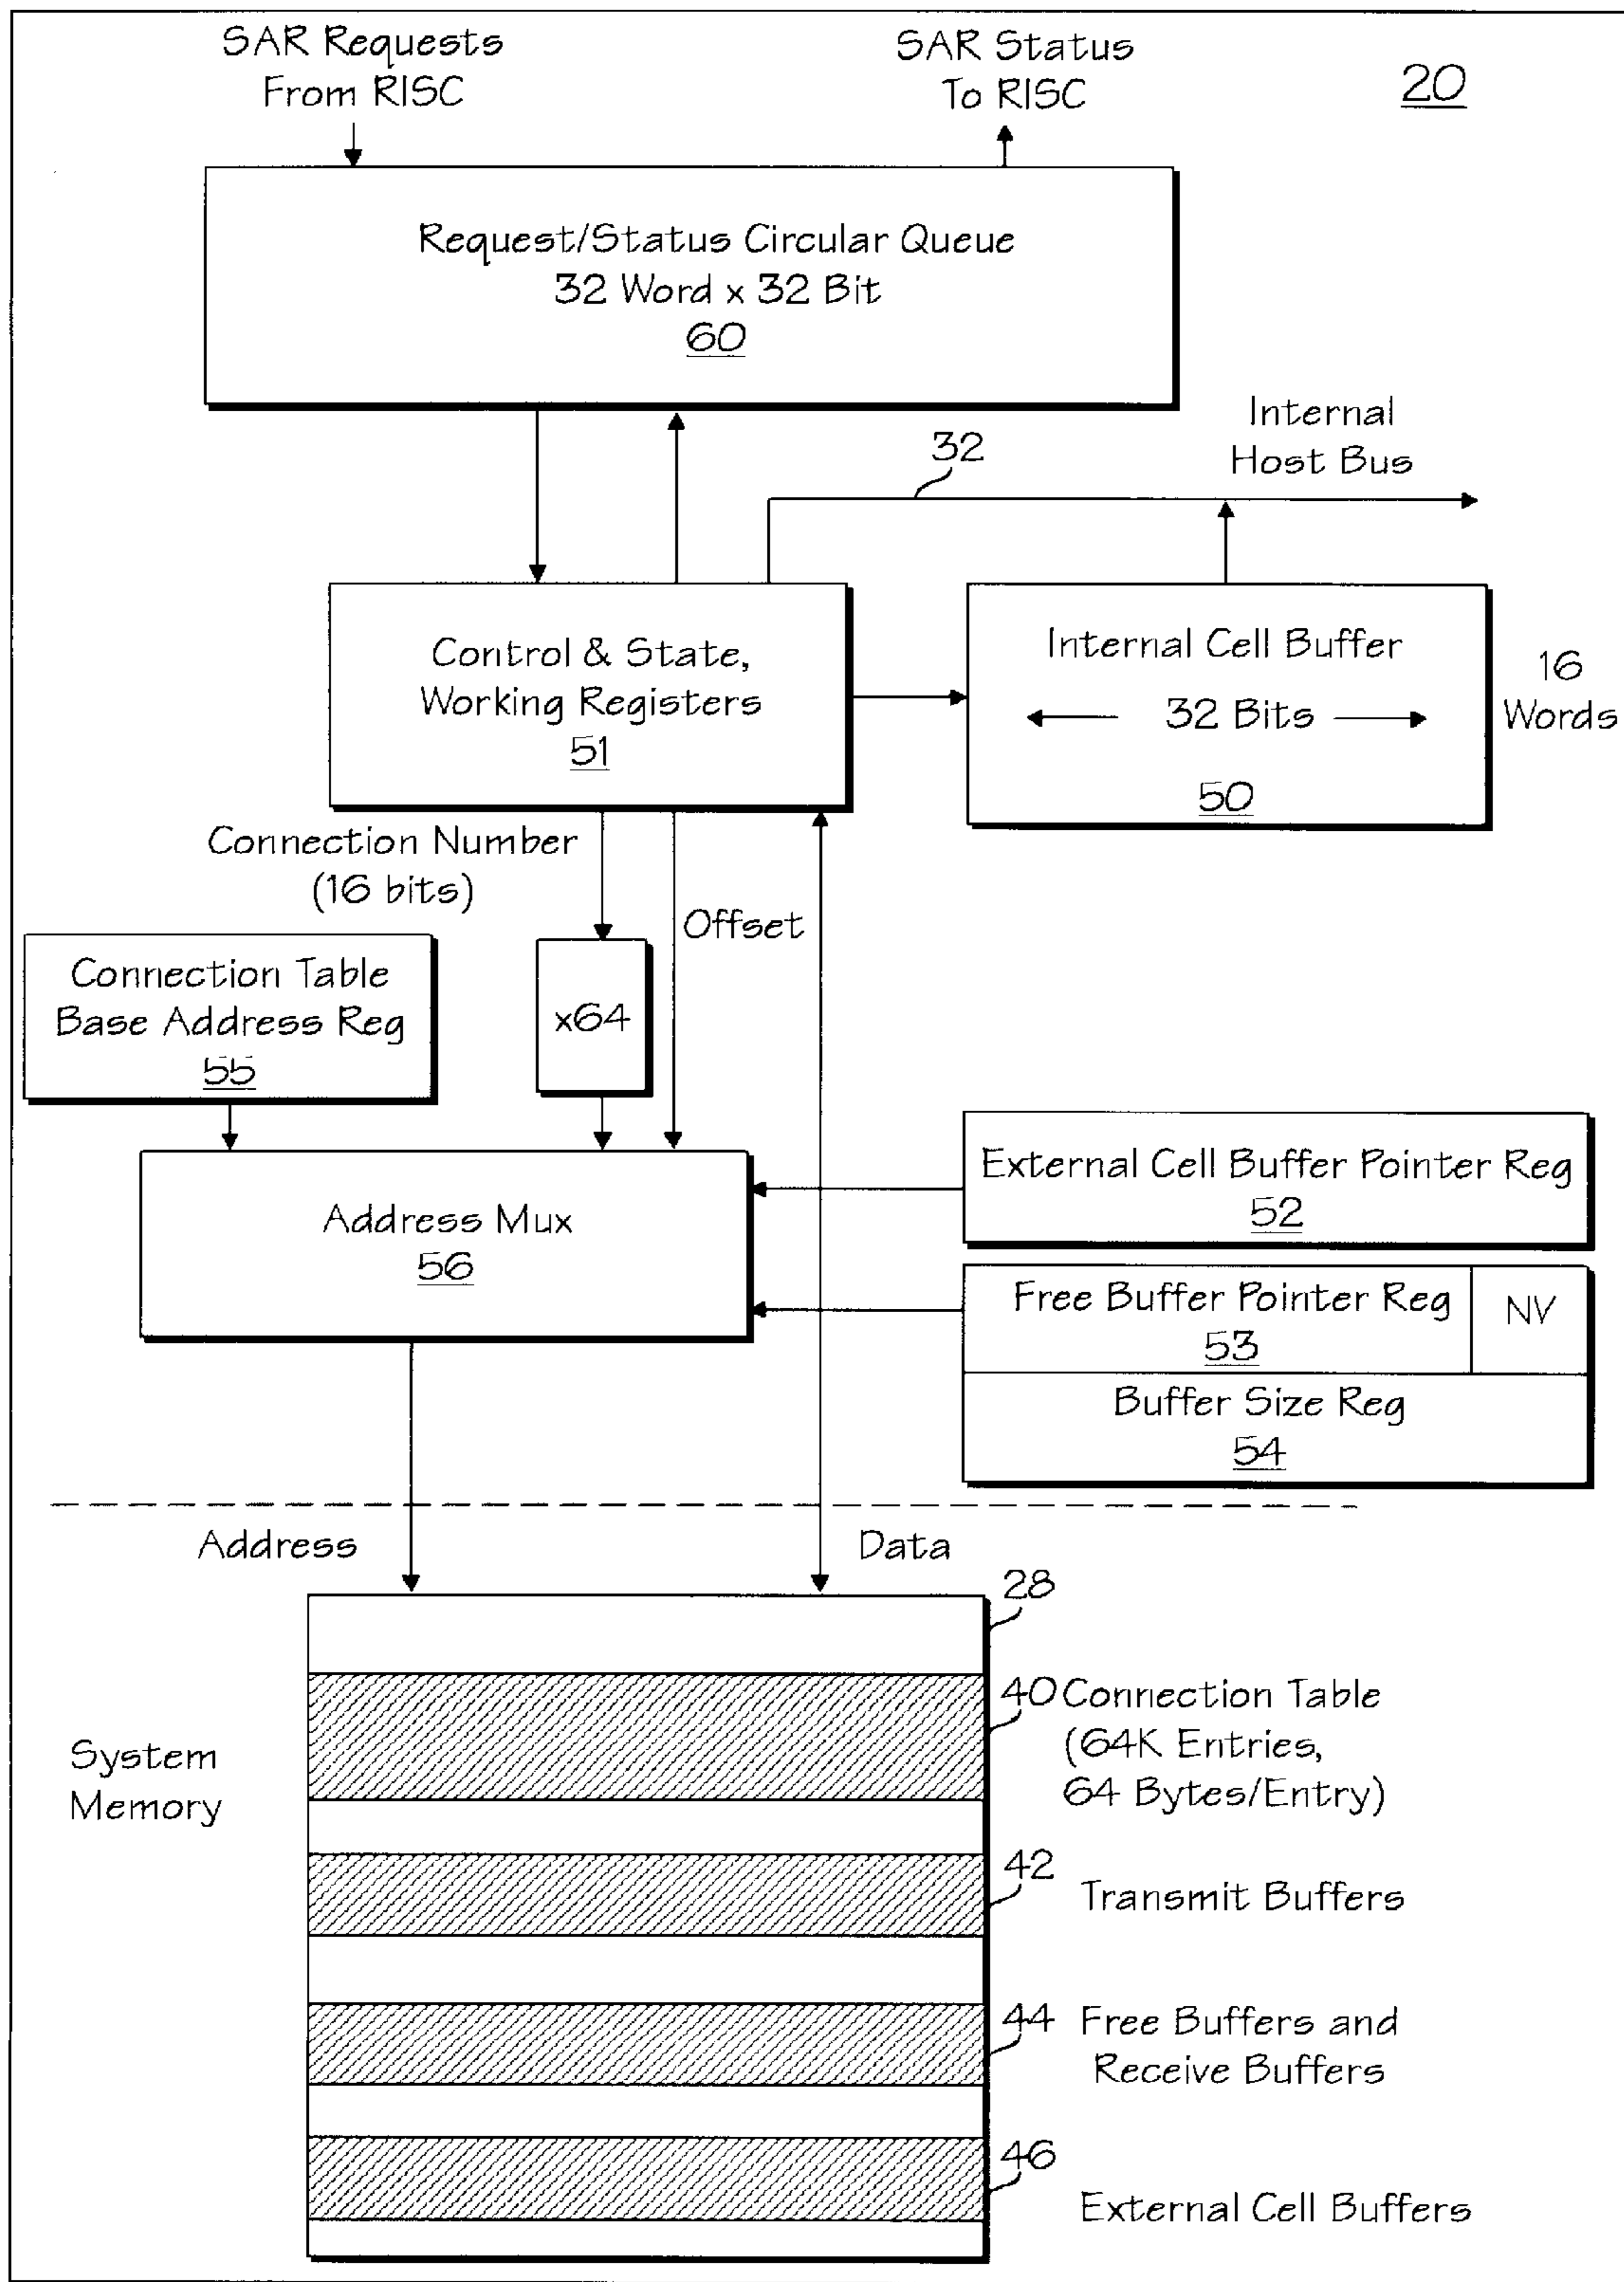 SAR Requests
From RISC
SAR Status
To RISC
20
Request/Status Circular Queue
32 Word x 32 Bit
60
32
Internal
Host Bus
Control & State,
Working Registers
51
Internal Cell Buffer
32 Bits
50
16
Words
Connection Number
(16 bits)
Offset
Connection Table
Base Address Reg
55
x64
Address Mux
56
External Cell Buffer Pointer Reg
52
Free Buffer Pointer Reg
53
NV
Buffer Size Reg
54
Address
Data
28
System
Memory
40 Connection Table
(64K Entries,
64 Bytes/Entry)
42
Transmit Buffers
44 Free Buffers and
Receive Buffers
46
External Cell Buffers